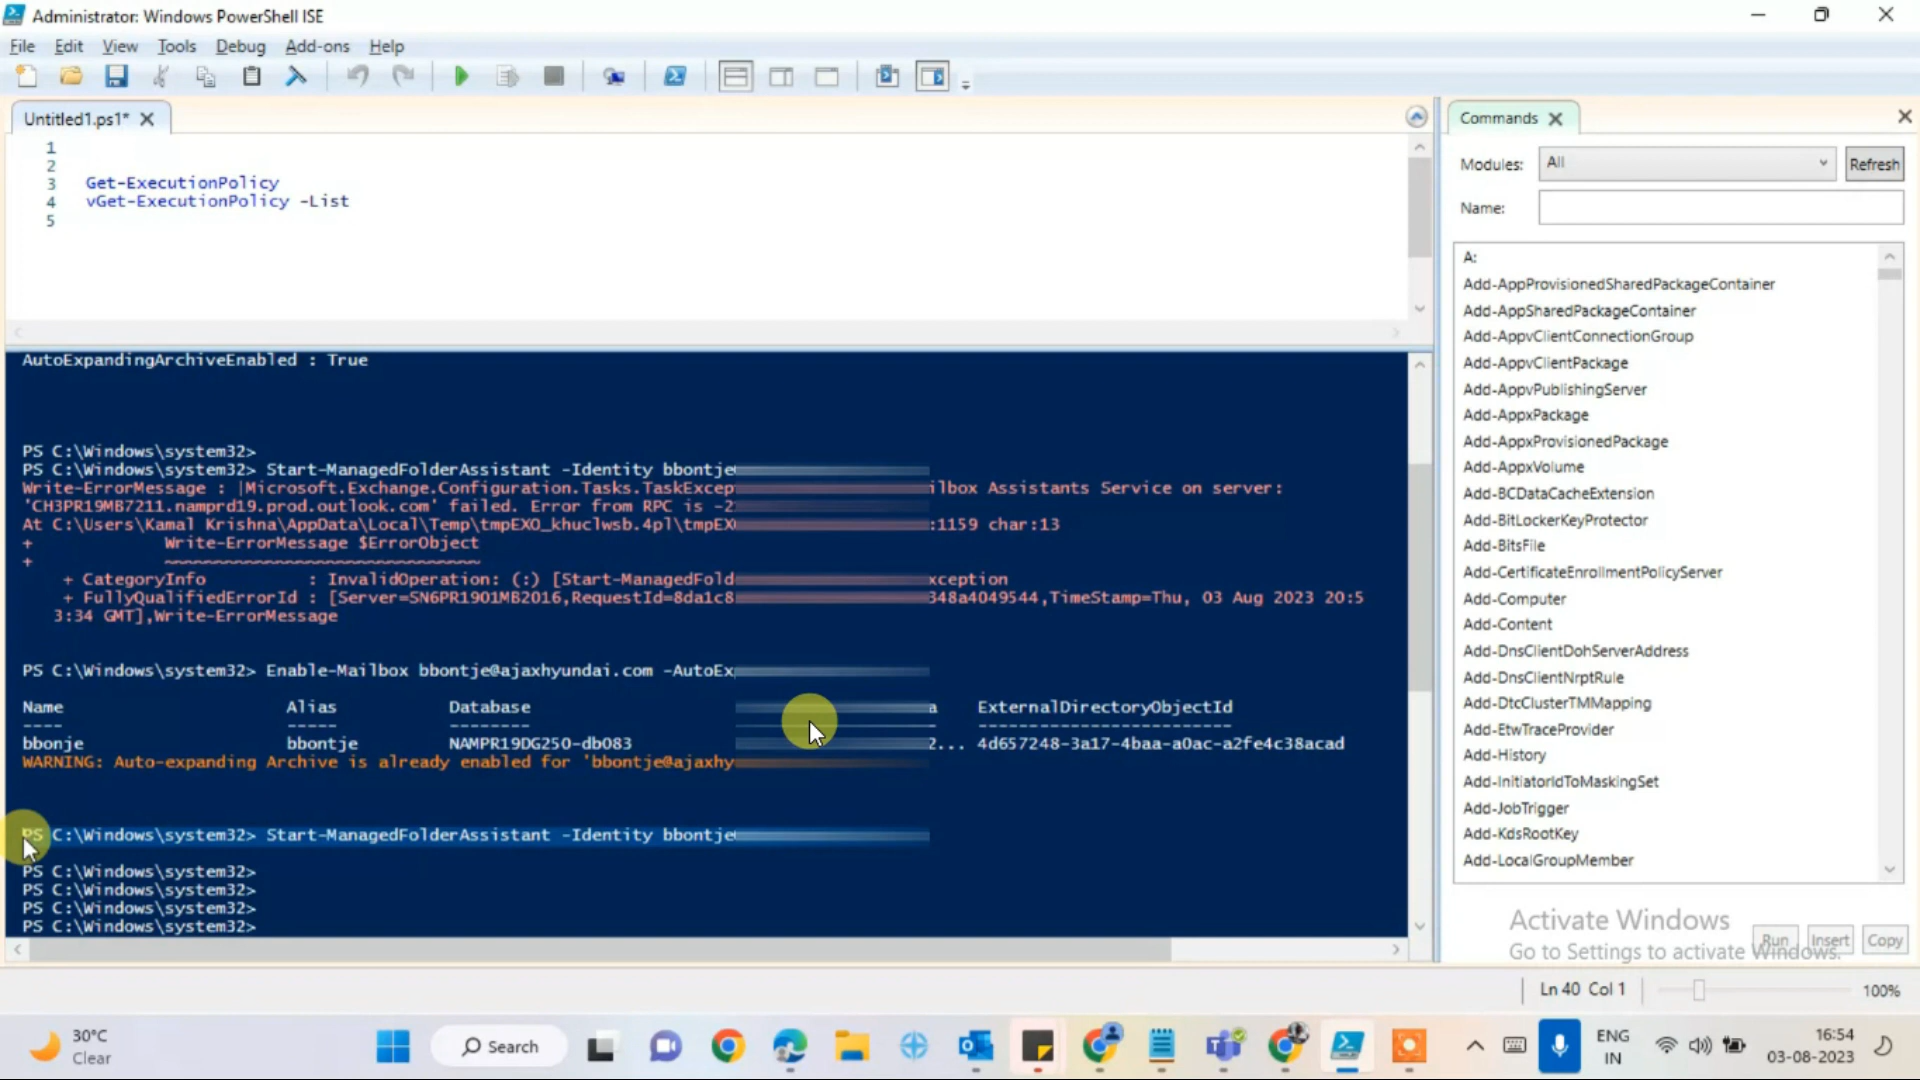 Administrator: Windows PowerShell ISE
File Edit View Tools Debug Add-ons Help
Untitled1.ps1*
1
2
3 Get-ExecutionPolicy
4 vGet-ExecutionPolicy -List
5
AutoExpandingArchiveEnabled : True
PS C:\Windows\system32>
PS C:\Windows\system32> Start-ManagedFolderAssistant -Identity bbontje
Write-ErrorMessage : |Microsoft.Exchange.Configuration.Tasks.TaskExcep ilbox Assistants Service on server:
'CH3PR19MB7211.namprd19.prod.outlook.com' failed. Error from RPC is -2
At C:\Users\Kamal Krishna\AppData\Local\Temp\tmpEXO_khuclwsb.4pl\tmpEX :1159 char:13
+ Write-ErrorMessage $ErrorObject
+ ~~~~~~~~~~~~~~~~~~~~~~~~~~~~~~~
+ CategoryInfo : InvalidOperation: (:) [Start-ManagedFold xception
+ FullyQualifiedErrorId : [Server=SN6PR1901MB2016,RequestId=8da1c8 348a4049544,TimeStamp=Thu, 03 Aug 2023 20:5
3:34 GMT],Write-ErrorMessage
PS C:\Windows\system32> Enable-Mailbox bbontje@ajaxhyundai.com -AutoEx
Name Alias Database a ExternalDirectoryObjectId
---- ----- -------- - -------------------------
bbonje bbontje NAMPR19DG250-db083 2... 4d657248-3a17-4baa-a0ac-a2fe4c38acad
WARNING: Auto-expanding Archive is already enabled for 'bbontje@ajaxhy
PS C:\Windows\system32> Start-ManagedFolderAssistant -Identity bbontje
PS C:\Windows\system32>
PS C:\Windows\system32>
PS C:\Windows\system32>
PS C:\Windows\system32>
Commands
Modules: All Refresh
Name:
A:
Add-AppProvisionedSharedPackageContainer
Add-AppSharedPackageContainer
Add-AppvClientConnectionGroup
Add-AppvClientPackage
Add-AppvPublishingServer
Add-AppxPackage
Add-AppxProvisionedPackage
Add-AppxVolume
Add-BCDataCacheExtension
Add-BitLockerKeyProtector
Add-BitsFile
Add-CertificateEnrollmentPolicyServer
Add-Computer
Add-Content
Add-DnsClientDohServerAddress
Add-DnsClientNrptRule
Add-DtcClusterTMMapping
Add-EtwTraceProvider
Add-History
Add-InitiatorIdToMaskingSet
Add-JobTrigger
Add-KdsRootKey
Add-LocalGroupMember
Activate Windows
Go to Settings to activate Windows.
Run Insert Copy
Ln 40 Col 1 100%
30°C
Clear
Search
ENG
IN
16:54
03-08-2023